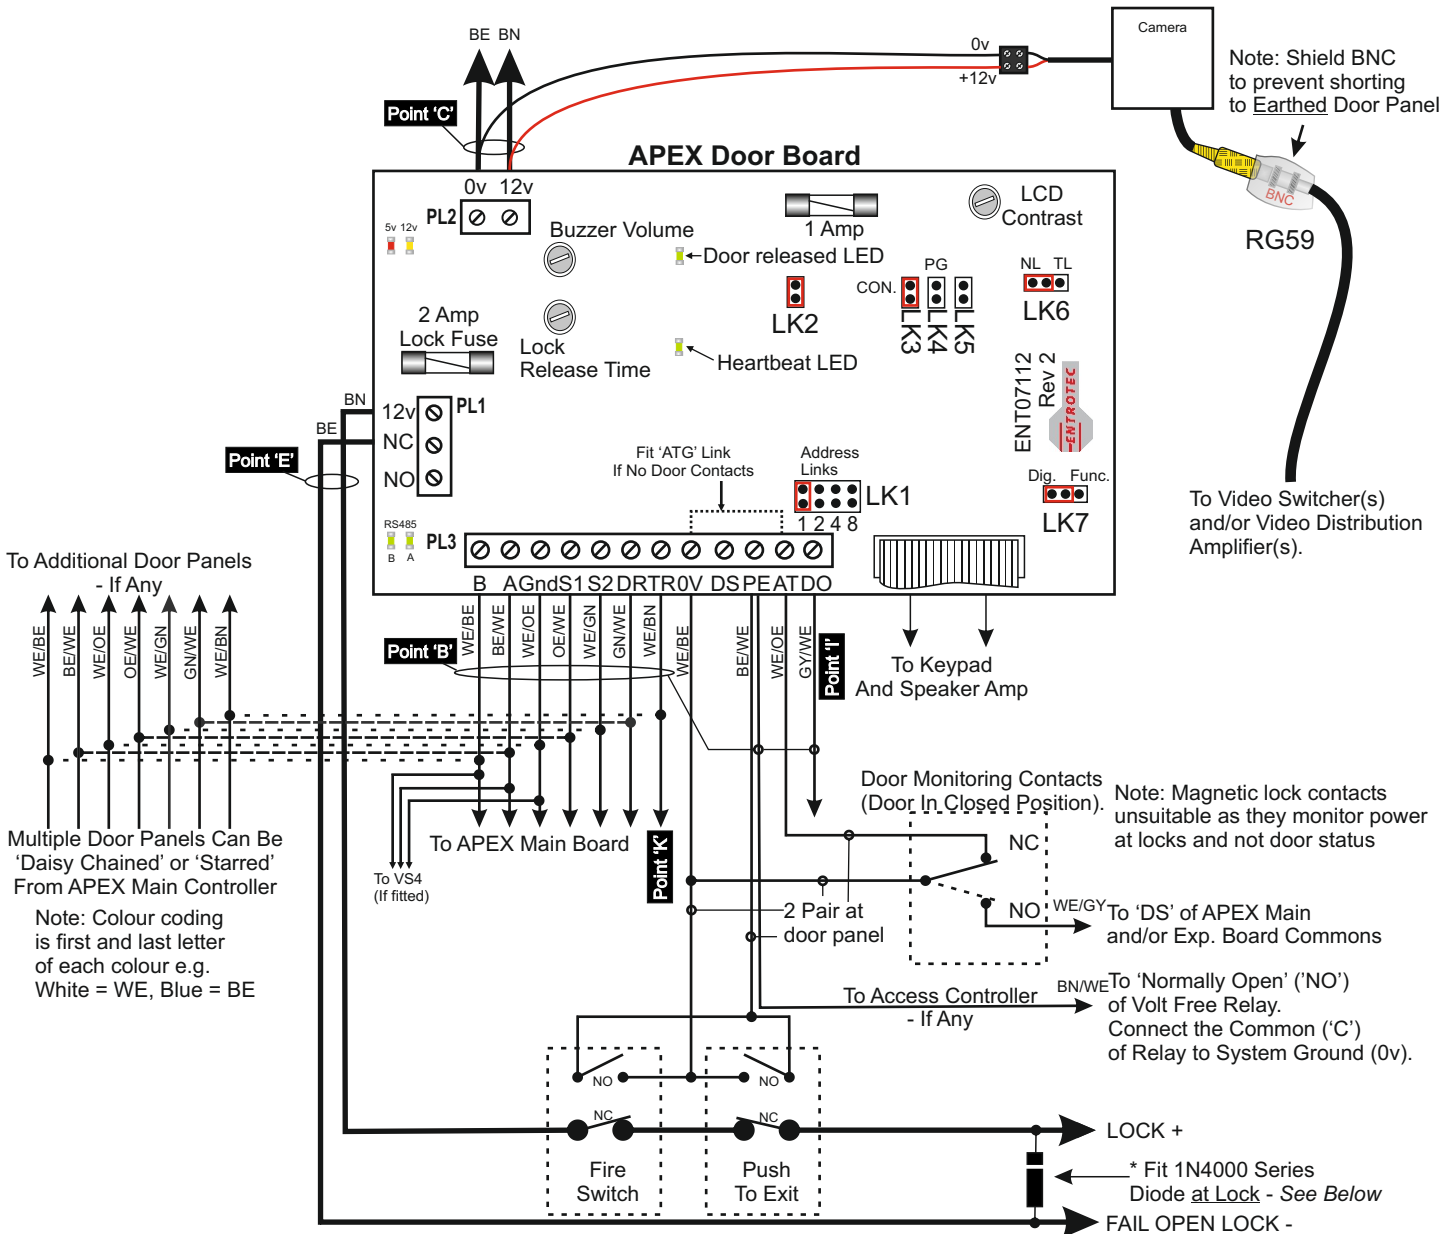 BE BN
0v
+12v
Camera
Note: Shield BNC
to prevent shorting
to Earthed Door Panel
Point 'C'
APEX Door Board
BNC
RG59
0v 12v
PL2
5v 12v
Buzzer Volume
Door released LED
1 Amp
LCD
Contrast
2 Amp
Lock Fuse
Lock
Release Time
Heartbeat LED
LK2
CON.
PG
LK3
LK4
LK5
NL TL
LK6
ENT07112
Rev 2
ENTROTEC
BN
BE
12v
NC
NO
PL1
Point 'E'
Fit 'ATG' Link
If No Door Contacts
Address
Links
LK1
1 2 4 8
Dig. Func.
LK7
To Video Switcher(s)
and/or Video Distribution
Amplifier(s).
RS485
B A
PL3
B A Gnd S1 S2 DR TR 0V DS PE AT DO
To Additional Door Panels
- If Any
WE/BE
BE/WE
WE/OE
OE/WE
WE/GN
GN/WE
WE/BN
Point 'B'
WE/BE
BE/WE
WE/OE
OE/WE
WE/GN
GN/WE
WE/BN
WE/BE
BE/WE
WE/OE
GY/WE
Point 'I'
To Keypad
And Speaker Amp
Multiple Door Panels Can Be
'Daisy Chained' or 'Starred'
From APEX Main Controller
Note: Colour coding
is first and last letter
of each colour e.g.
White = WE, Blue = BE
To VS4
(If fitted)
To APEX Main Board
Point 'K'
Door Monitoring Contacts
(Door In Closed Position).
Note: Magnetic lock contacts
unsuitable as they monitor power
at locks and not door status
NC
NO
2 Pair at
door panel
WE/GY
To 'DS' of APEX Main
and/or Exp. Board Commons
To Access Controller
- If Any
BN/WE
To 'Normally Open' ('NO')
of Volt Free Relay.
Connect the Common ('C')
of Relay to System Ground (0v).
NO
NO
NC
NC
Fire
Switch
Push
To Exit
LOCK +
* Fit 1N4000 Series
Diode at Lock - See Below
FAIL OPEN LOCK -